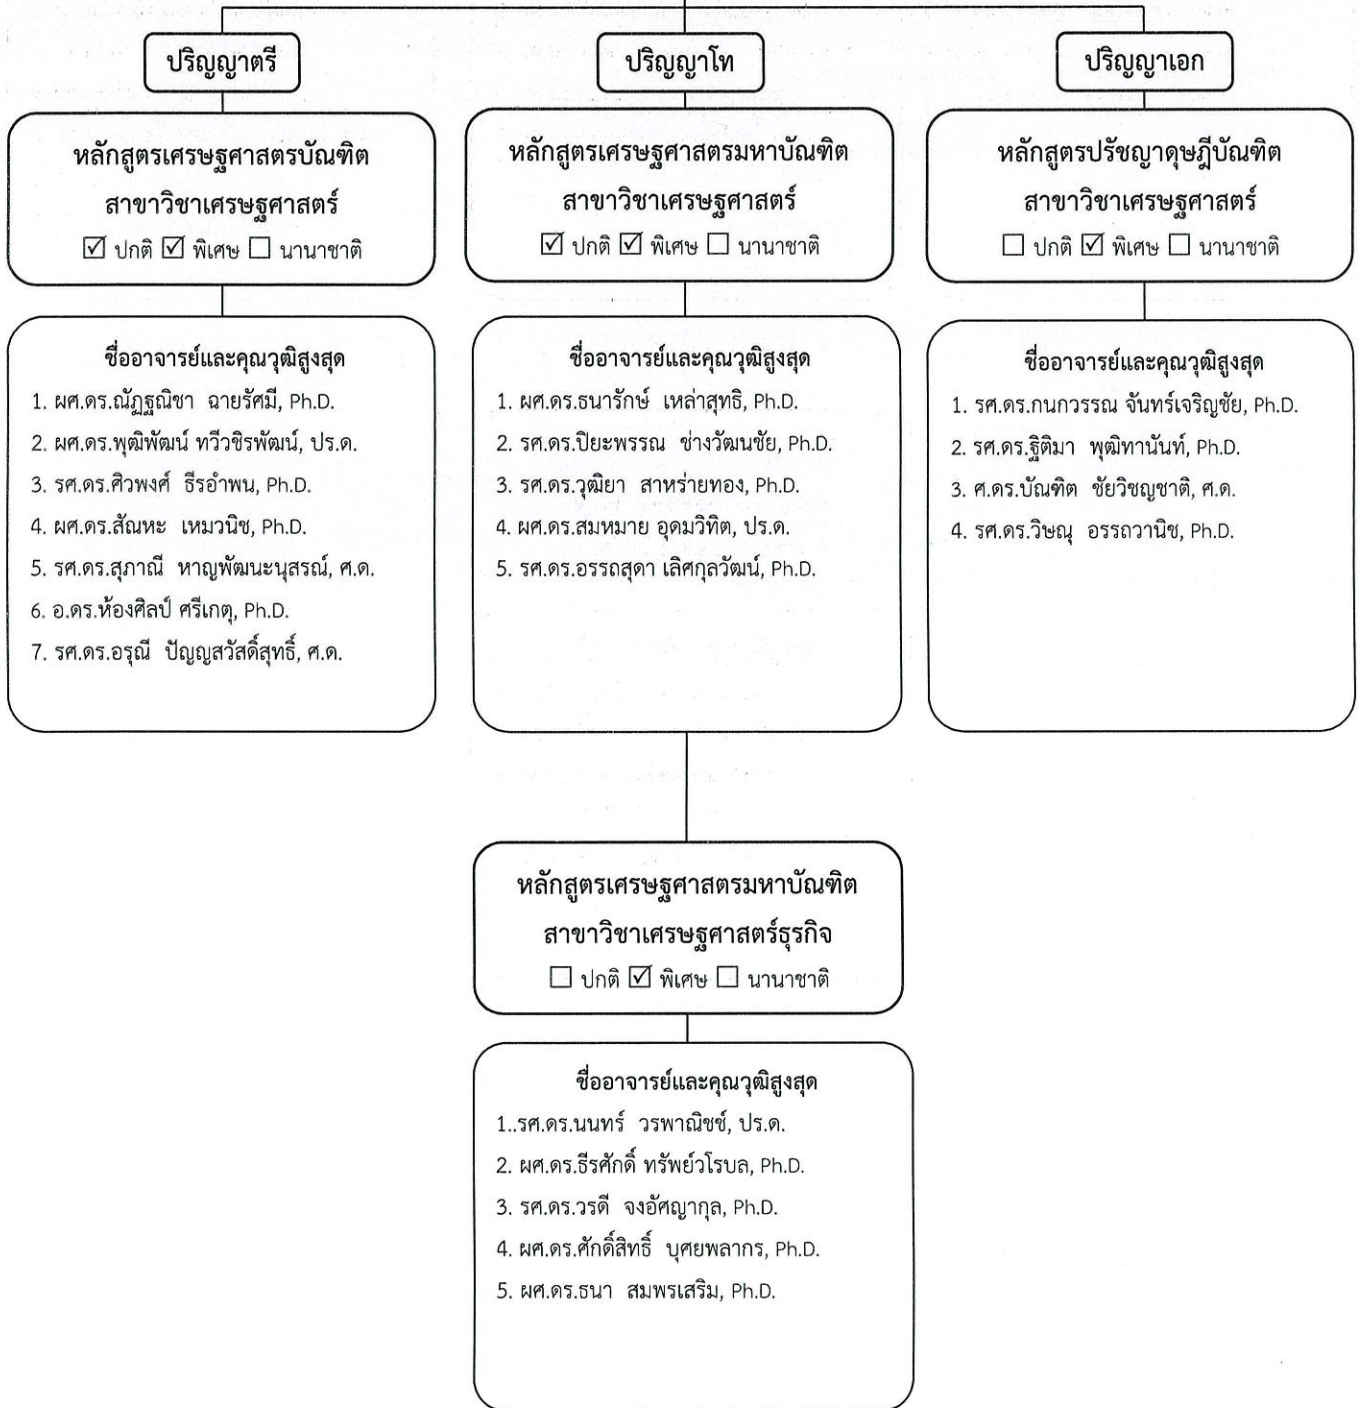 ปริญญาตรี
หลักสูตรเศรษฐศาสตรบัณฑิต
สาขาวิชาเศรษฐศาสตร์
☑ ปกติ ☑ พิเศษ ☐ นานาชาติ
ชื่ออาจารย์และคุณวุฒิสูงสุด
1. ผศ.ดร.ณัฏฐณิชา ฉายรัศมี, Ph.D.
2. ผศ.ดร.พุฒิพัฒน์ ทวีวชิรพัฒน์, ปร.ด.
3. รศ.ดร.ศิวพงศ์ ธีรอำพน, Ph.D.
4. ผศ.ดร.สัณหะ เหมวนิช, Ph.D.
5. รศ.ดร.สุภาณี หาญพัฒนะนุสรณ์, ศ.ด.
6. อ.ดร.ห้องศิลป์ ศรีเกตุ, Ph.D.
7. รศ.ดร.อรุณี ปัญญสวัสดิ์สุทธิ์, ศ.ด.
ปริญญาโท
หลักสูตรเศรษฐศาสตรมหาบัณฑิต
สาขาวิชาเศรษฐศาสตร์
☑ ปกติ ☑ พิเศษ ☐ นานาชาติ
ชื่ออาจารย์และคุณวุฒิสูงสุด
1. ผศ.ดร.ธนารักษ์ เหล่าสุทธิ, Ph.D.
2. รศ.ดร.ปิยะพรรณ ช่างวัฒนชัย, Ph.D.
3. รศ.ดร.วุฒิยา สาหร่ายทอง, Ph.D.
4. ผศ.ดร.สมหมาย อุดมวิทิต, ปร.ด.
5. รศ.ดร.อรรถสุดา เลิศกุลวัฒน์, Ph.D.
หลักสูตรเศรษฐศาสตรมหาบัณฑิต
สาขาวิชาเศรษฐศาสตร์ธุรกิจ
☐ ปกติ ☑ พิเศษ ☐ นานาชาติ
ชื่ออาจารย์และคุณวุฒิสูงสุด
1..รศ.ดร.นนทร์ วรพาณิชช์, ปร.ด.
2. ผศ.ดร.ธีรศักดิ์ ทรัพย์วโรบล, Ph.D.
3. รศ.ดร.วรดี จงอัศญากุล, Ph.D.
4. ผศ.ดร.ศักดิ์สิทธิ์ บุศยพลากร, Ph.D.
5. ผศ.ดร.ธนา สมพรเสริม, Ph.D.
ปริญญาเอก
หลักสูตรปรัชญาดุษฎีบัณฑิต
สาขาวิชาเศรษฐศาสตร์
☐ ปกติ ☑ พิเศษ ☐ นานาชาติ
ชื่ออาจารย์และคุณวุฒิสูงสุด
1. รศ.ดร.กนกวรรณ จันทร์เจริญชัย, Ph.D.
2. รศ.ดร.ฐิติมา พุฒิทานันท์, Ph.D.
3. ศ.ดร.บัณฑิต ชัยวิชญชาติ, ศ.ด.
4. รศ.ดร.วิษณุ อรรถวานิช, Ph.D.